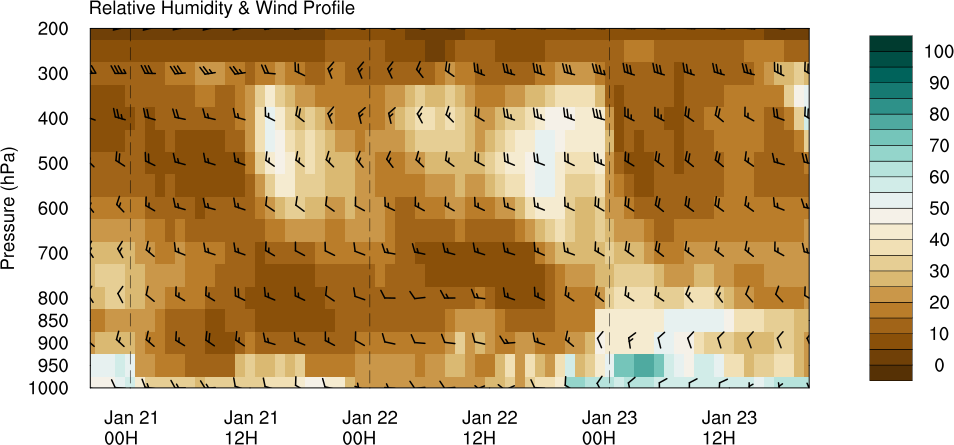 Relative Humidity & Wind Profile
Pressure (hPa)
200
300
400
500
600
700
800
850
900
950
1000
Jan 21 00H
Jan 21 12H
Jan 22 00H
Jan 22 12H
Jan 23 00H
Jan 23 12H
100
90
80
70
60
50
40
30
20
10
0